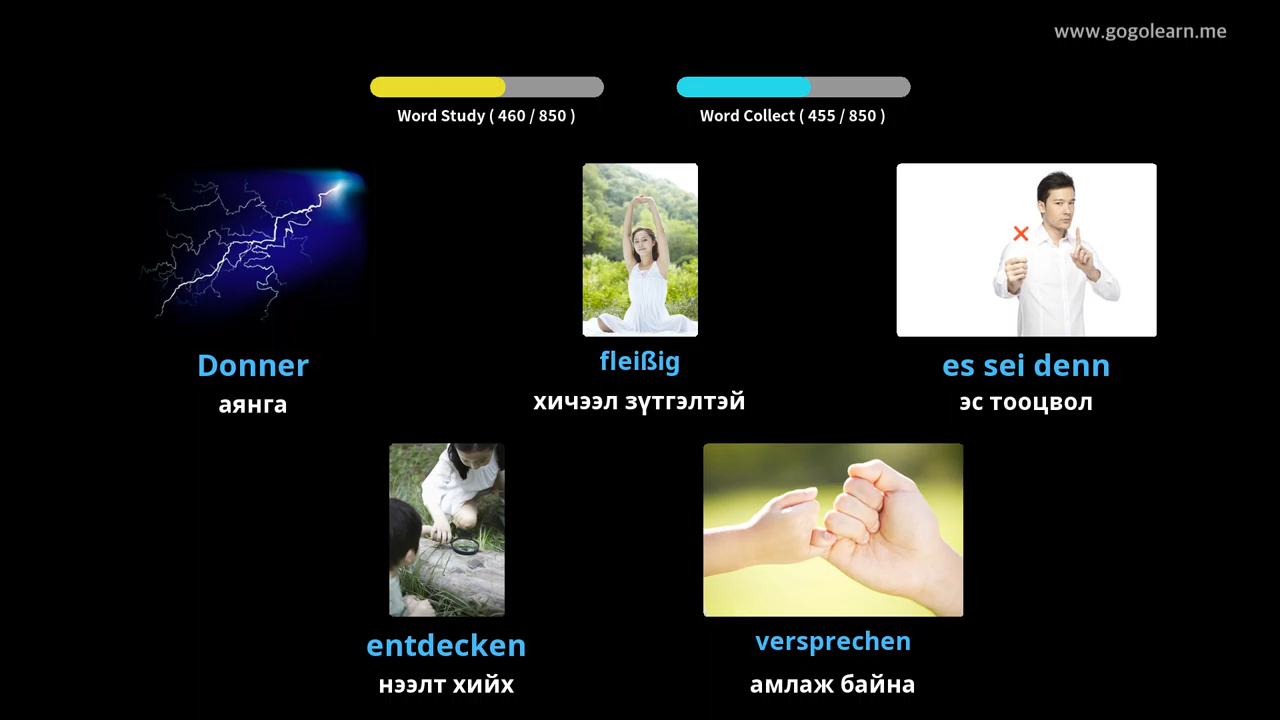 www.gogolearn.me
Word Study ( 460 / 850 )
Word Collect ( 455 / 850 )
Donner
аянга
fleißig
хичээл зүтгэлтэй
es sei denn
эс тооцвол
entdecken
нээлт хийх
versprechen
амлаж байна